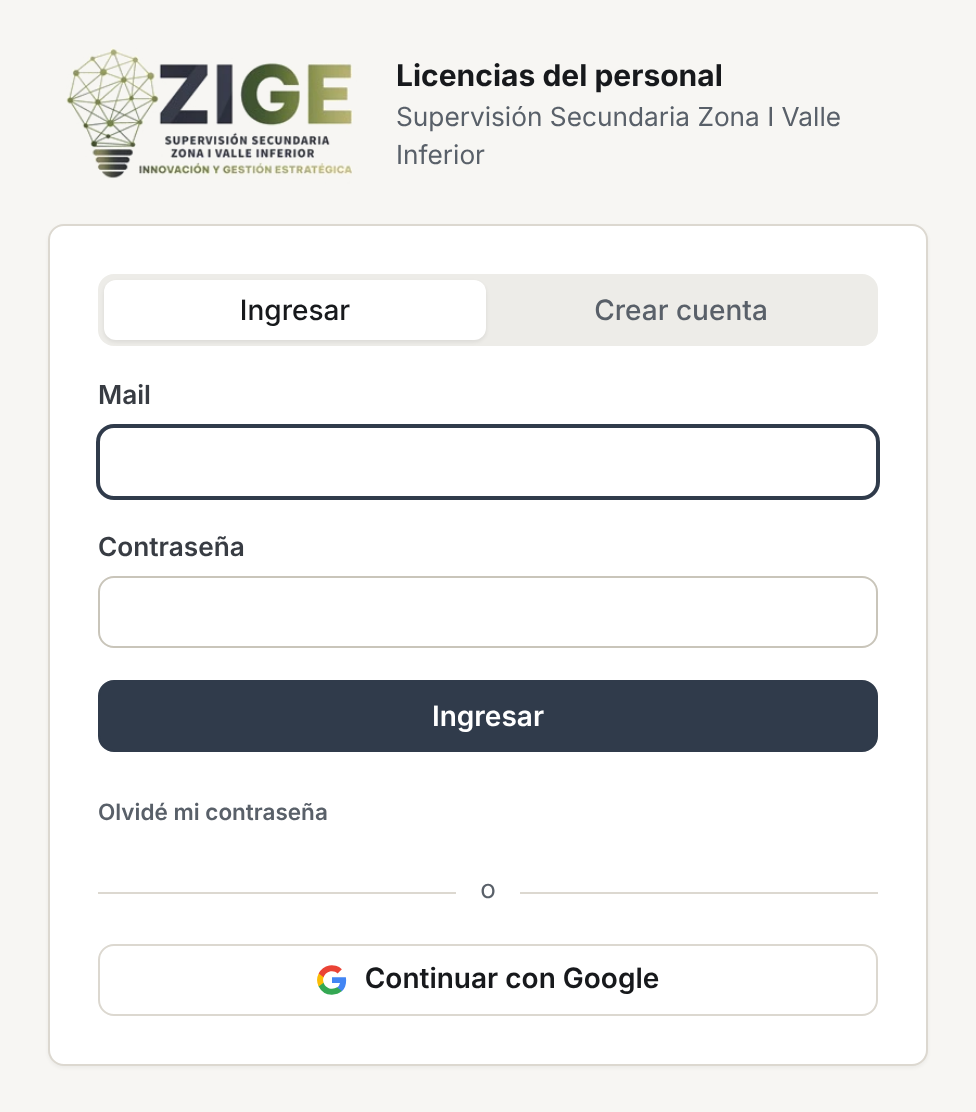 ZIGE
SUPERVISIÓN SECUNDARIA
ZONA I VALLE INFERIOR
INNOVACIÓN Y GESTIÓN ESTRATÉGICA
Licencias del personal
Supervisión Secundaria Zona I Valle
Inferior
Ingresar
Crear cuenta
Mail
Contraseña
Ingresar
Olvidé mi contraseña
o
Continuar con Google